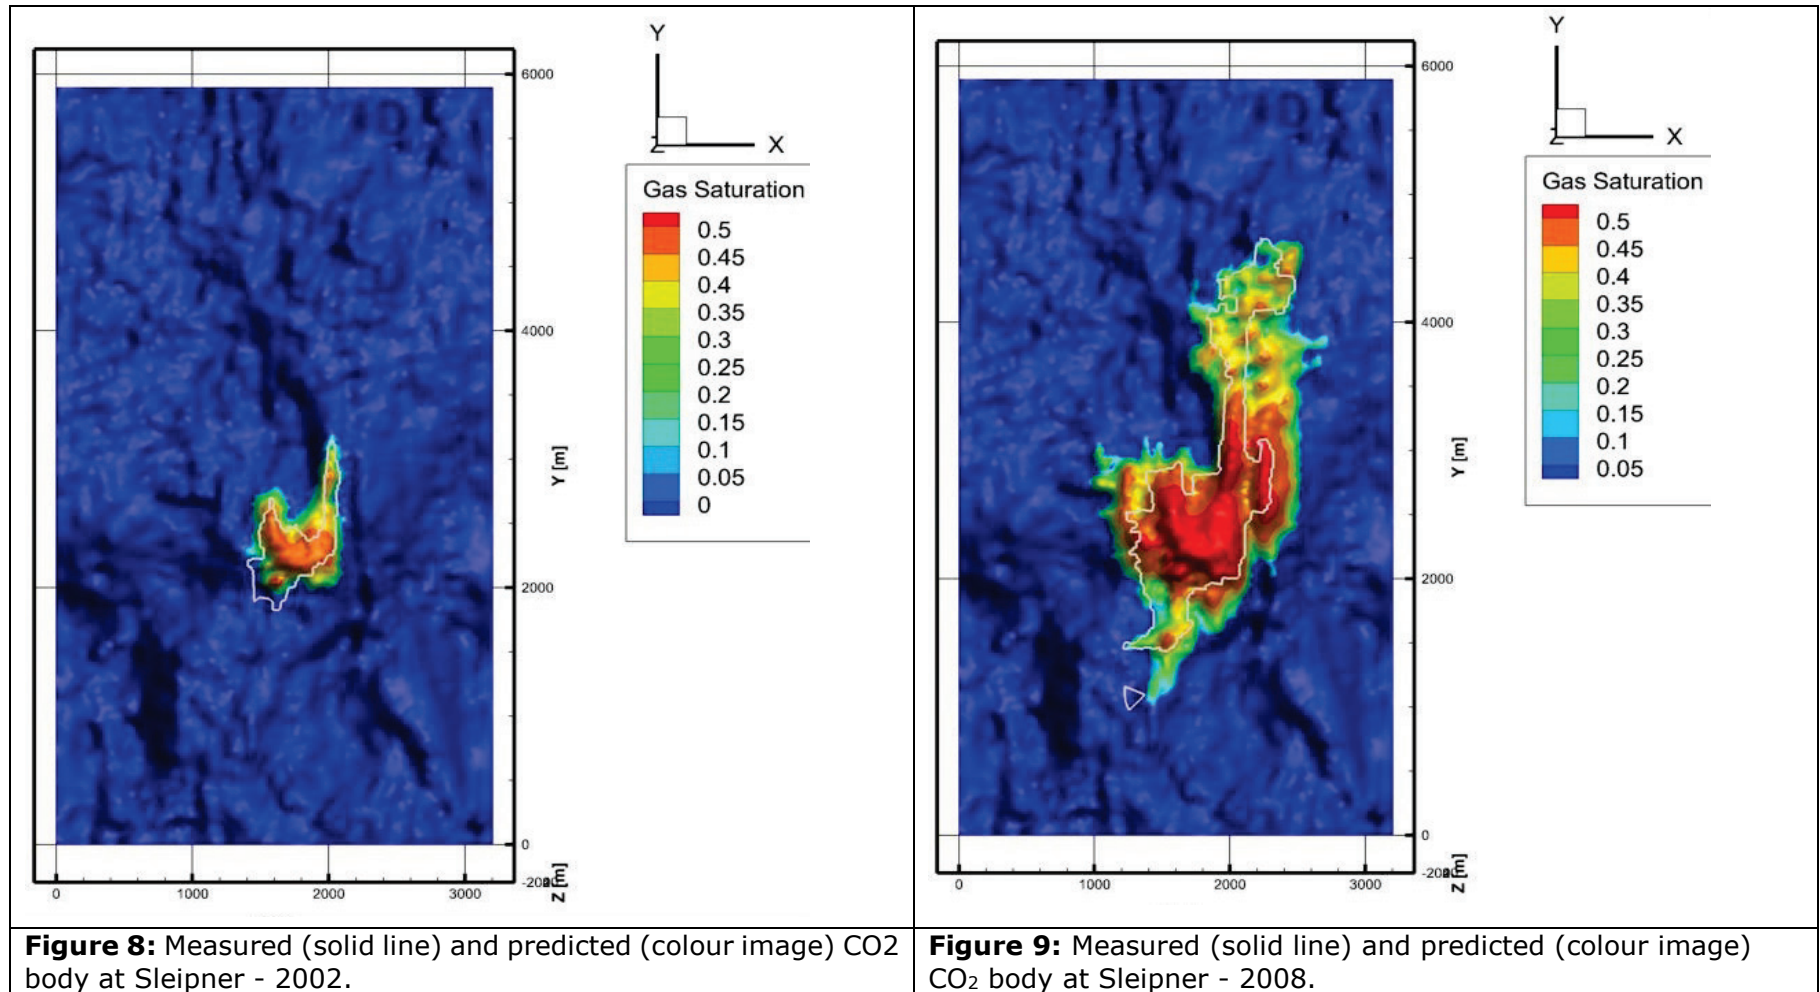 Y
Z
X
Gas Saturation
0.5
0.45
0.4
0.35
0.3
0.25
0.2
0.15
0.1
0.05
0
6000
4000
Y [m]
2000
0
Z [m]
0
1000
2000
3000
Y
Z
X
Gas Saturation
0.5
0.45
0.4
0.35
0.3
0.25
0.2
0.15
0.1
0.05
6000
4000
Y [m]
2000
0
Z [m]
0
1000
2000
3000
Figure 8: Measured (solid line) and predicted (colour image) CO2
body at Sleipner - 2002.
Figure 9: Measured (solid line) and predicted (colour image)
CO₂ body at Sleipner - 2008.